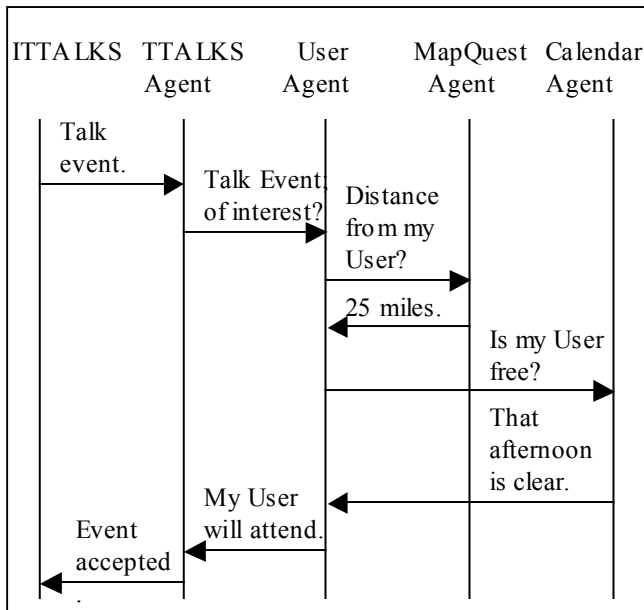 ITTALKS TTALKS User MapQuest Calendar
Agent Agent Agent Agent
Talk
event.
Talk Event;
of interest?
Distance
from my
User?
25 miles.
Is my User
free?
That
afternoon
is clear.
My User
will attend.
Event
accepted
.